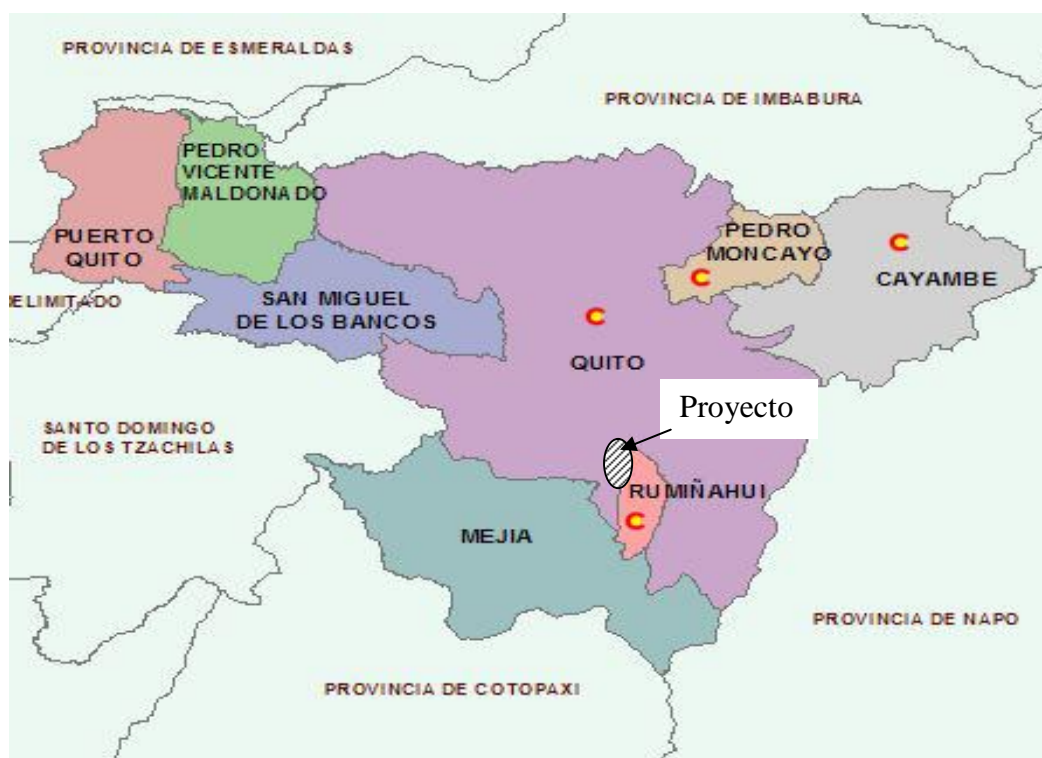 PROVINCIA DE ESMERALDAS
PROVINCIA DE IMBABURA
PEDRO
VICENTE
MALDONADO
PUERTO
QUITO
PEDRO
MONCAYO
C
C
CAYAMBE
ELIMITADO
SAN MIGUEL
DE LOS BANCOS
C
QUITO
Proyecto
SANTO DOMINGO
DE LOS TZACHILAS
RUMIÑAHUI
C
MEJIA
PROVINCIA DE NAPO
PROVINCIA DE COTOPAXI